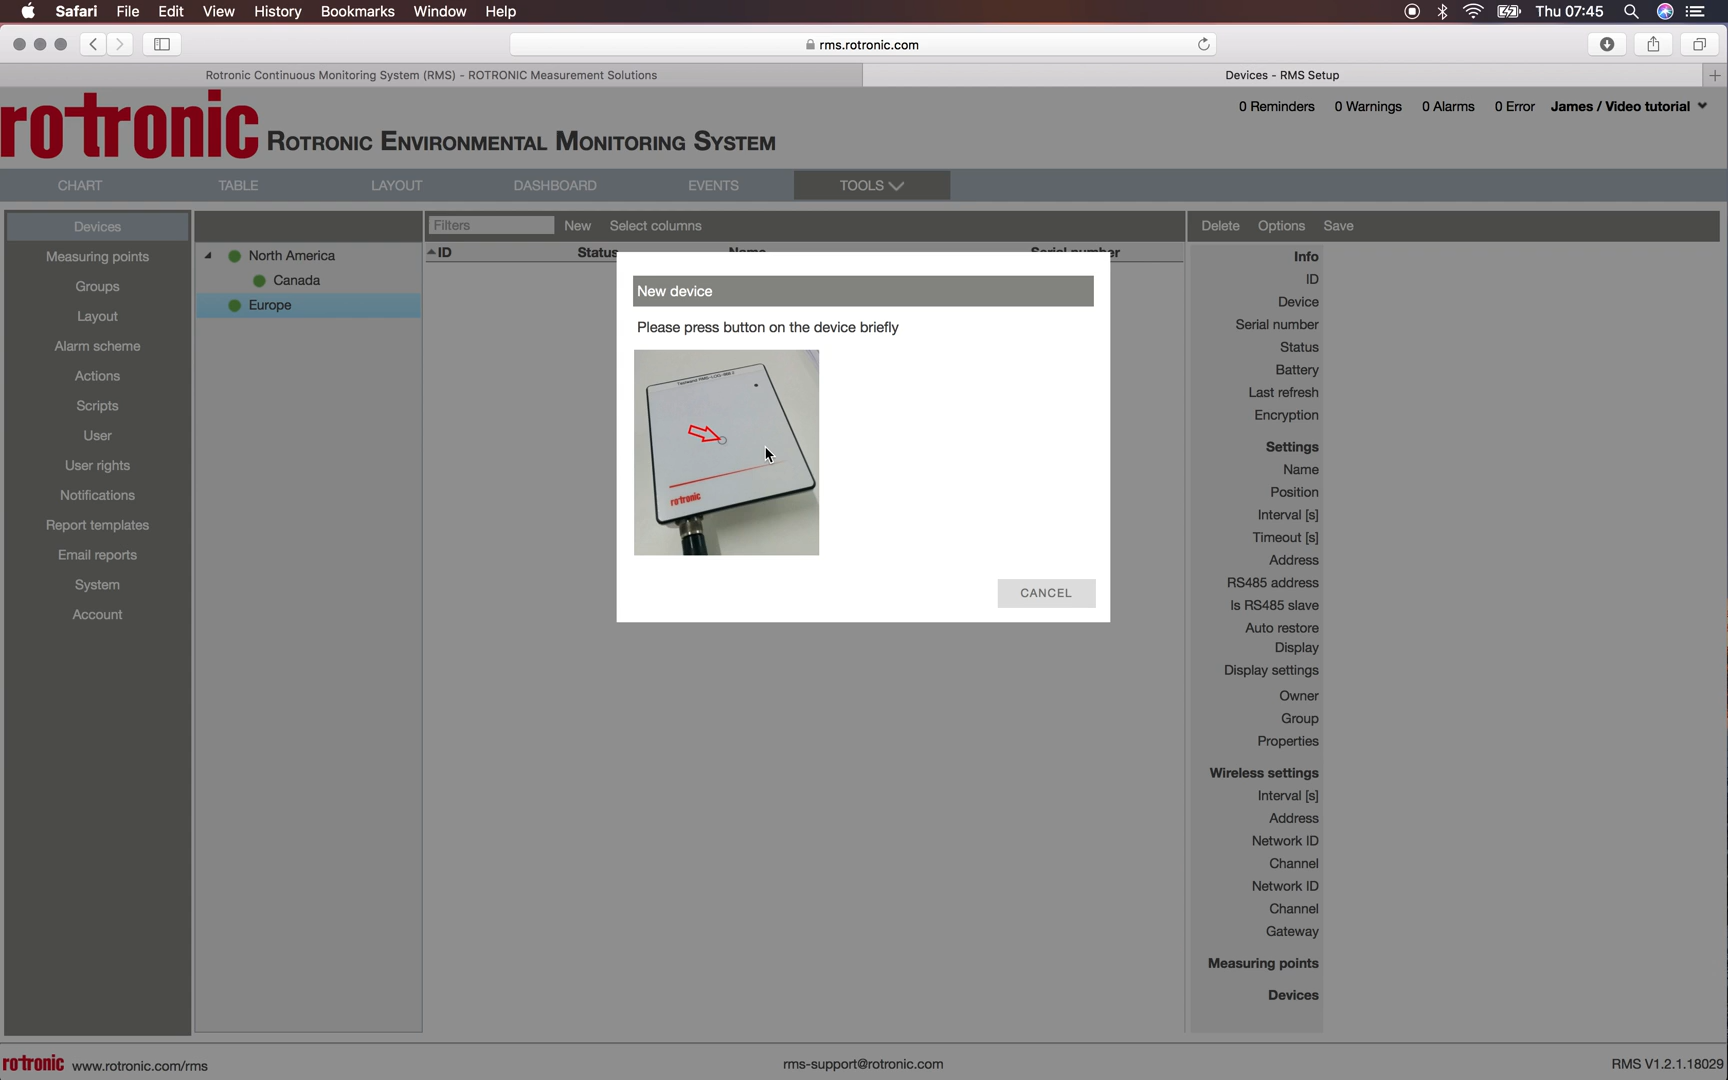 Safari File Edit View History Bookmarks Window Help Thu 07:45
rms.rotronic.com
Rotronic Continuous Monitoring System (RMS) - ROTRONIC Measurement Solutions
Devices - RMS Setup
rotronic ROTRONIC ENVIRONMENTAL MONITORING SYSTEM
0 Reminders 0 Warnings 0 Alarms 0 Error James / Video tutorial
CHART TABLE LAYOUT DASHBOARD EVENTS TOOLS
Devices
Measuring points
Groups
Layout
Alarm scheme
Actions
Scripts
User
User rights
Notifications
Report templates
Email reports
System
Account
North America
Canada
Europe
Filters New Select columns
ID Status Name Serial number
New device
Please press button on the device briefly
rotronic
CANCEL
Delete Options Save
Info
ID
Device
Serial number
Status
Battery
Last refresh
Encryption
Settings
Name
Position
Interval [s]
Timeout [s]
Address
RS485 address
Is RS485 slave
Auto restore
Display
Display settings
Owner
Group
Properties
Wireless settings
Interval [s]
Address
Network ID
Channel
Network ID
Channel
Gateway
Measuring points
Devices
rotronic www.rotronic.com/rms
rms-support@rotronic.com
RMS V1.2.1.18029